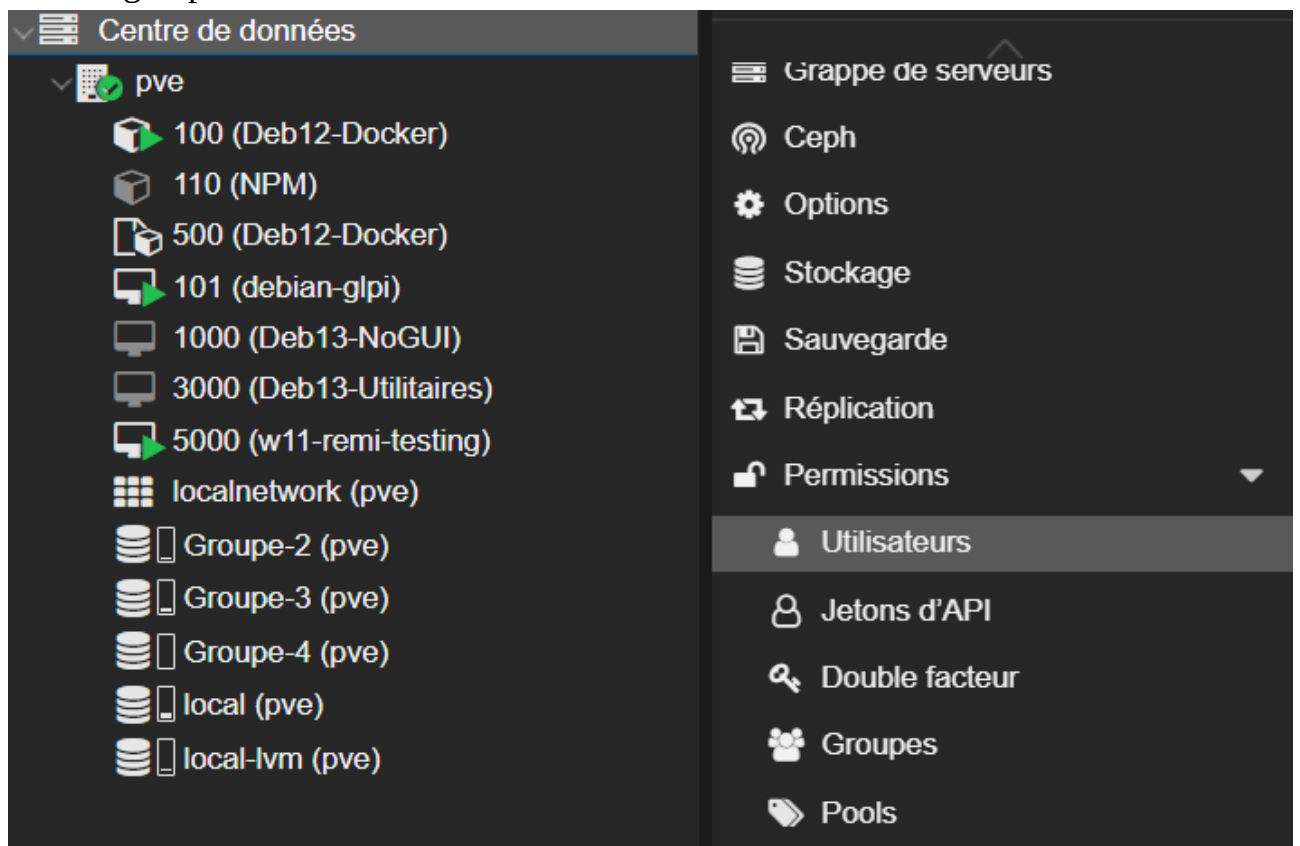 Centre de données
pve
100 (Deb12-Docker)
110 (NPM)
500 (Deb12-Docker)
101 (debian-glpi)
1000 (Deb13-NoGUI)
3000 (Deb13-Utilitaires)
5000 (w11-remi-testing)
localnetwork (pve)
Groupe-2 (pve)
Groupe-3 (pve)
Groupe-4 (pve)
local (pve)
local-lvm (pve)
Grappe de serveurs
Ceph
Options
Stockage
Sauvegarde
Réplication
Permissions
Utilisateurs
Jetons d'API
Double facteur
Groupes
Pools